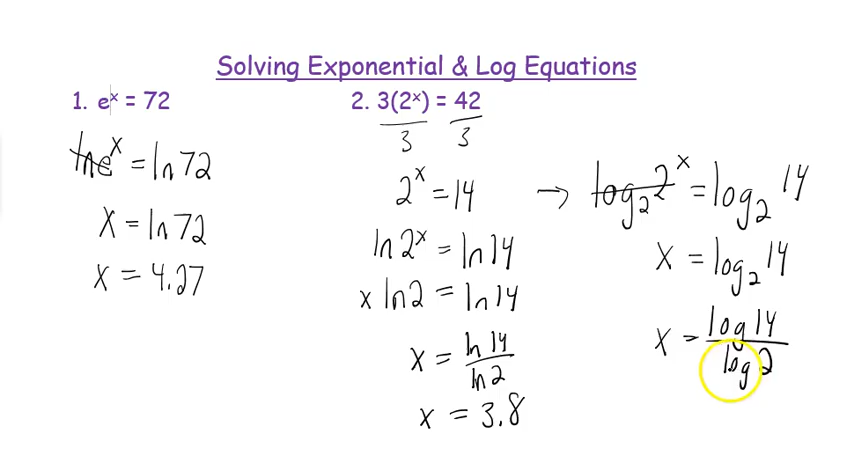 Solving Exponential & Log Equations
1. eˣ = 72
ln eˣ = ln 72
x = ln 72
x = 4.27
2. 3(2ˣ) = 42
3 3
2ˣ = 14
ln 2ˣ = ln 14
x ln 2 = ln 14
x = ln 14 / ln 2
x = 3.8
→ log₂ 2ˣ = log₂ 14
x = log₂ 14
x = log 14 / log 2